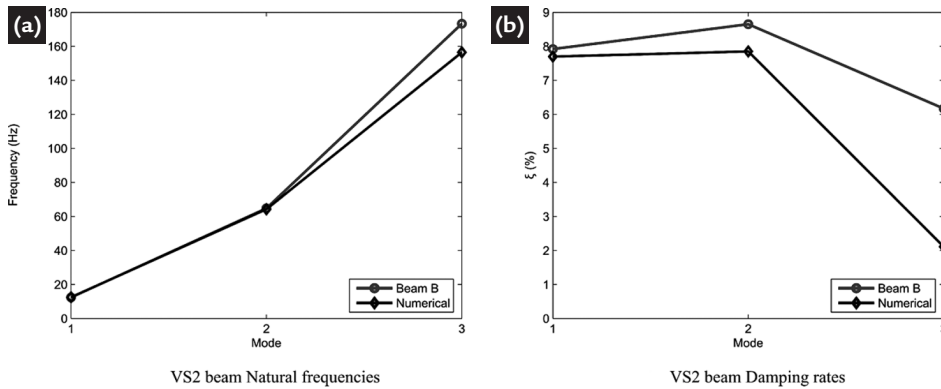 (a)
180
160
140
120
100
80
60
40
20
0
Frequency (Hz)
1 2 3
Mode
Beam B
Numerical
VS2 beam Natural frequencies
(b)
9
8
7
6
5
4
3
2
1
0
ξ (%)
1 2
Mode
Beam B
Numerical
VS2 beam Damping rates